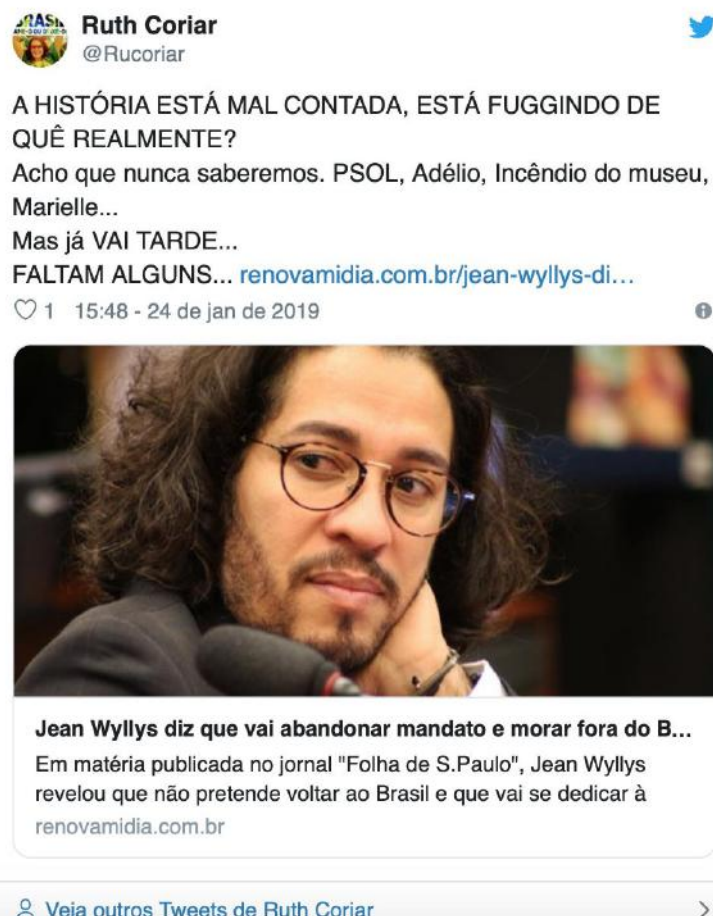 BRASIL
Ruth Coriar
@Rucoriar
A HISTÓRIA ESTÁ MAL CONTADA, ESTÁ FUGGINDO DE
QUÊ REALMENTE?
Acho que nunca saberemos. PSOL, Adélio, Incêndio do museu,
Marielle...
Mas já VAI TARDE...
FALTAM ALGUNS... renovamidia.com.br/jean-wyllys-di...
1 15:48 - 24 de jan de 2019
Jean Wyllys diz que vai abandonar mandato e morar fora do B...
Em matéria publicada no jornal "Folha de S.Paulo", Jean Wyllys
revelou que não pretende voltar ao Brasil e que vai se dedicar à
renovamidia.com.br
Veja outros Tweets de Ruth Coriar